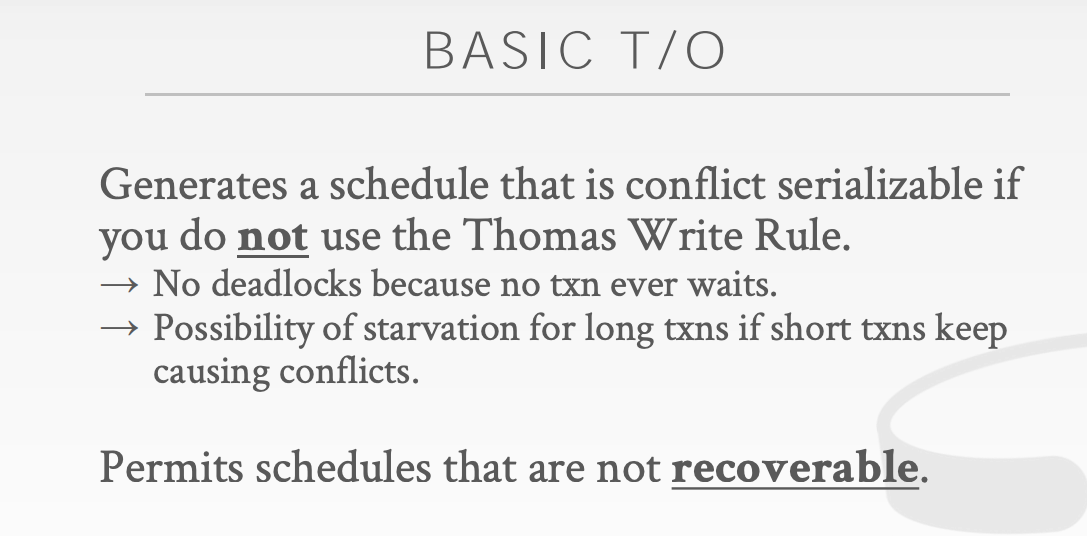 BASIC T/O
Generates a schedule that is conflict serializable if
you do not use the Thomas Write Rule.
→ No deadlocks because no txn ever waits.
→ Possibility of starvation for long txns if short txns keep
causing conflicts.
Permits schedules that are not recoverable.